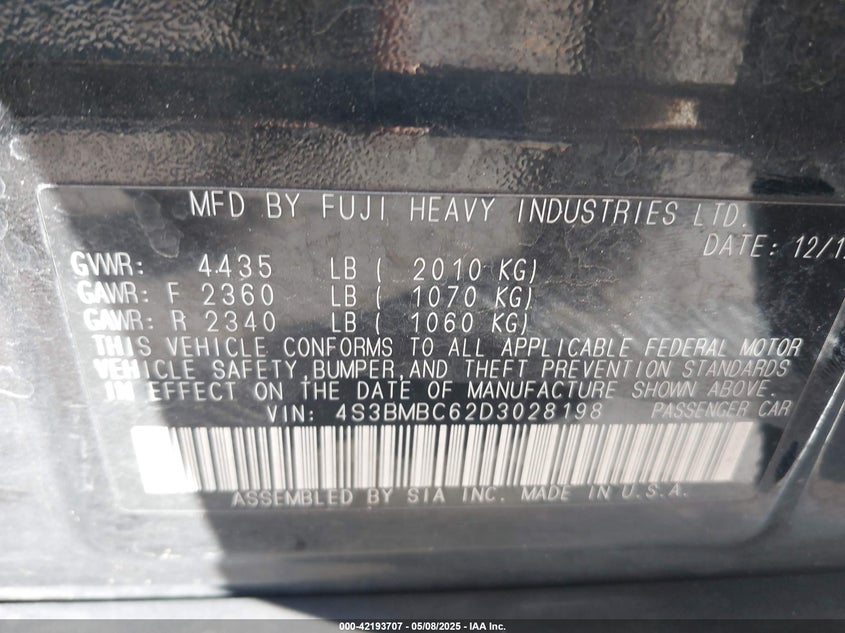 MFD BY FUJI HEAVY INDUSTRIES LTD.
DATE: 12/1
GVWR: 4435 LB ( 2010 KG)
GAWR: F 2360 LB ( 1070 KG)
GAWR: R 2340 LB ( 1060 KG)
THIS VEHICLE CONFORMS TO ALL APPLICABLE FEDERAL MOTOR
VEHICLE SAFETY,BUMPER,AND THEFT PREVENTION STANDARDS
IN EFFECT ON THE DATE OF MANUFACTURE SHOWN ABOVE.
VIN: 4S3BMBC62D3028198 PASSENGER CAR
ASSEMBLED BY SIA INC. MADE IN U.S.A.
000-42193707 - 05/08/2025 - IAA Inc.